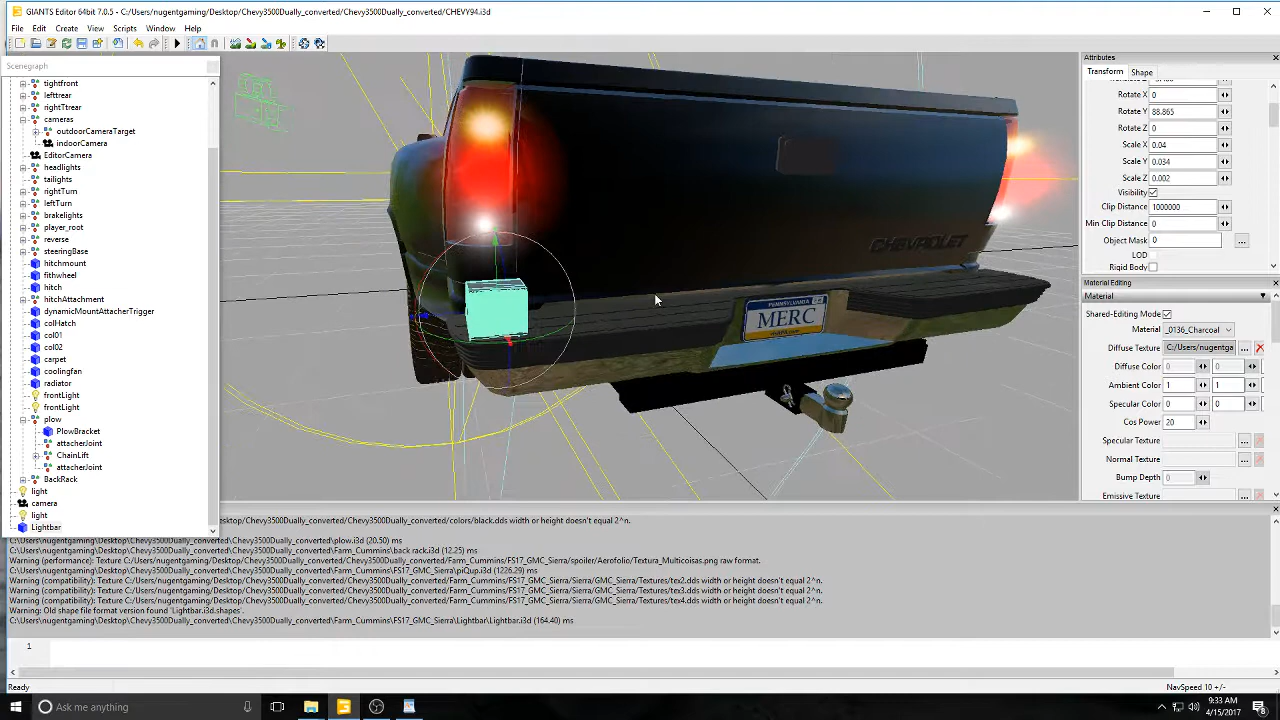 GIANTS Editor 64bit 7.0.5 - C:/Users/nugentgaming/Desktop/Chevy3500Dually_converted/Chevy3500Dually_converted/CHEVY94.i3d
File Edit Create View Scripts Window Help
Scenegraph
tightfront
lefttrear
rightTtrear
cameras
outdoorCameraTarget
indoorCamera
EditorCamera
headlights
tailights
rightTurn
leftTurn
brakelights
player_root
reverse
steeringBase
hitchmount
fithwheel
hitch
hitchAttachment
dynamicMountAttacherTrigger
colHatch
col01
col02
carpet
coolingfan
radiator
frontLight
frontLight
plow
PlowBracket
attacherJoint
ChainLift
attacherJoint
BackRack
light
camera
light
Lightbar
CHEVROLET
PENNSYLVANIA
MERC
Attributes
Transform Shape
Rotate X 0
Rotate Y 88.865
Rotate Z 0
Scale X 0.04
Scale Y 0.034
Scale Z 0.002
Visibility
Clip Distance 1000000
Min Clip Distance 0
Object Mask 0 ...
LOD
Rigid Body
Material Editing
Material
Shared-Editing Mode
Material _0136_Charcoal
Diffuse Texture C:/Users/nugentga ...
Diffuse Color 0 0
Ambient Color 1 1
Specular Color 0 0
Cos Power 20
Specular Texture ...
Normal Texture ...
Bump Depth 0
Emissive Texture ...
esktop/Chevy3500Dually_converted/Chevy3500Dually_converted/colors/black.dds width or height doesn't equal 2^n.
C:\Users\nugentgaming\Desktop\Chevy3500Dually_converted\Chevy3500Dually_converted\plow.i3d (20.50) ms
C:\Users\nugentgaming\Desktop\Chevy3500Dually_converted\Chevy3500Dually_converted\Farm_Cummins\back rack.i3d (12.25) ms
Warning (performance): Texture C:/Users/nugentgaming/Desktop/Chevy3500Dually_converted/Chevy3500Dually_converted/Farm_Cummins/FS17_GMC_Sierra/spoiler/Aerofolio/Textura_Multicoisas.png raw format.
C:\Users\nugentgaming\Desktop\Chevy3500Dually_converted\Chevy3500Dually_converted\Farm_Cummins\FS17_GMC_Sierra\piQup.i3d (1226.29) ms
Warning (compatibility): Texture C:/Users/nugentgaming/Desktop/Chevy3500Dually_converted/Chevy3500Dually_converted/Farm_Cummins/FS17_GMC_Sierra/Sierra/GMC_Sierra/Textures/tex2.dds width or height doesn't equal 2^n.
Warning (compatibility): Texture C:/Users/nugentgaming/Desktop/Chevy3500Dually_converted/Chevy3500Dually_converted/Farm_Cummins/FS17_GMC_Sierra/Sierra/GMC_Sierra/Textures/tex3.dds width or height doesn't equal 2^n.
Warning (compatibility): Texture C:/Users/nugentgaming/Desktop/Chevy3500Dually_converted/Chevy3500Dually_converted/Farm_Cummins/FS17_GMC_Sierra/Sierra/GMC_Sierra/Textures/tex4.dds width or height doesn't equal 2^n.
Warning: Old shape file format version found 'Lightbar.i3d.shapes'.
C:\Users\nugentgaming\Desktop\Chevy3500Dually_converted\Chevy3500Dually_converted\Farm_Cummins\FS17_GMC_Sierra\Lightbar\Lightbar.i3d (164.40) ms
1
Ready
NavSpeed 10 +/-
Ask me anything
9:33 AM
4/15/2017
8